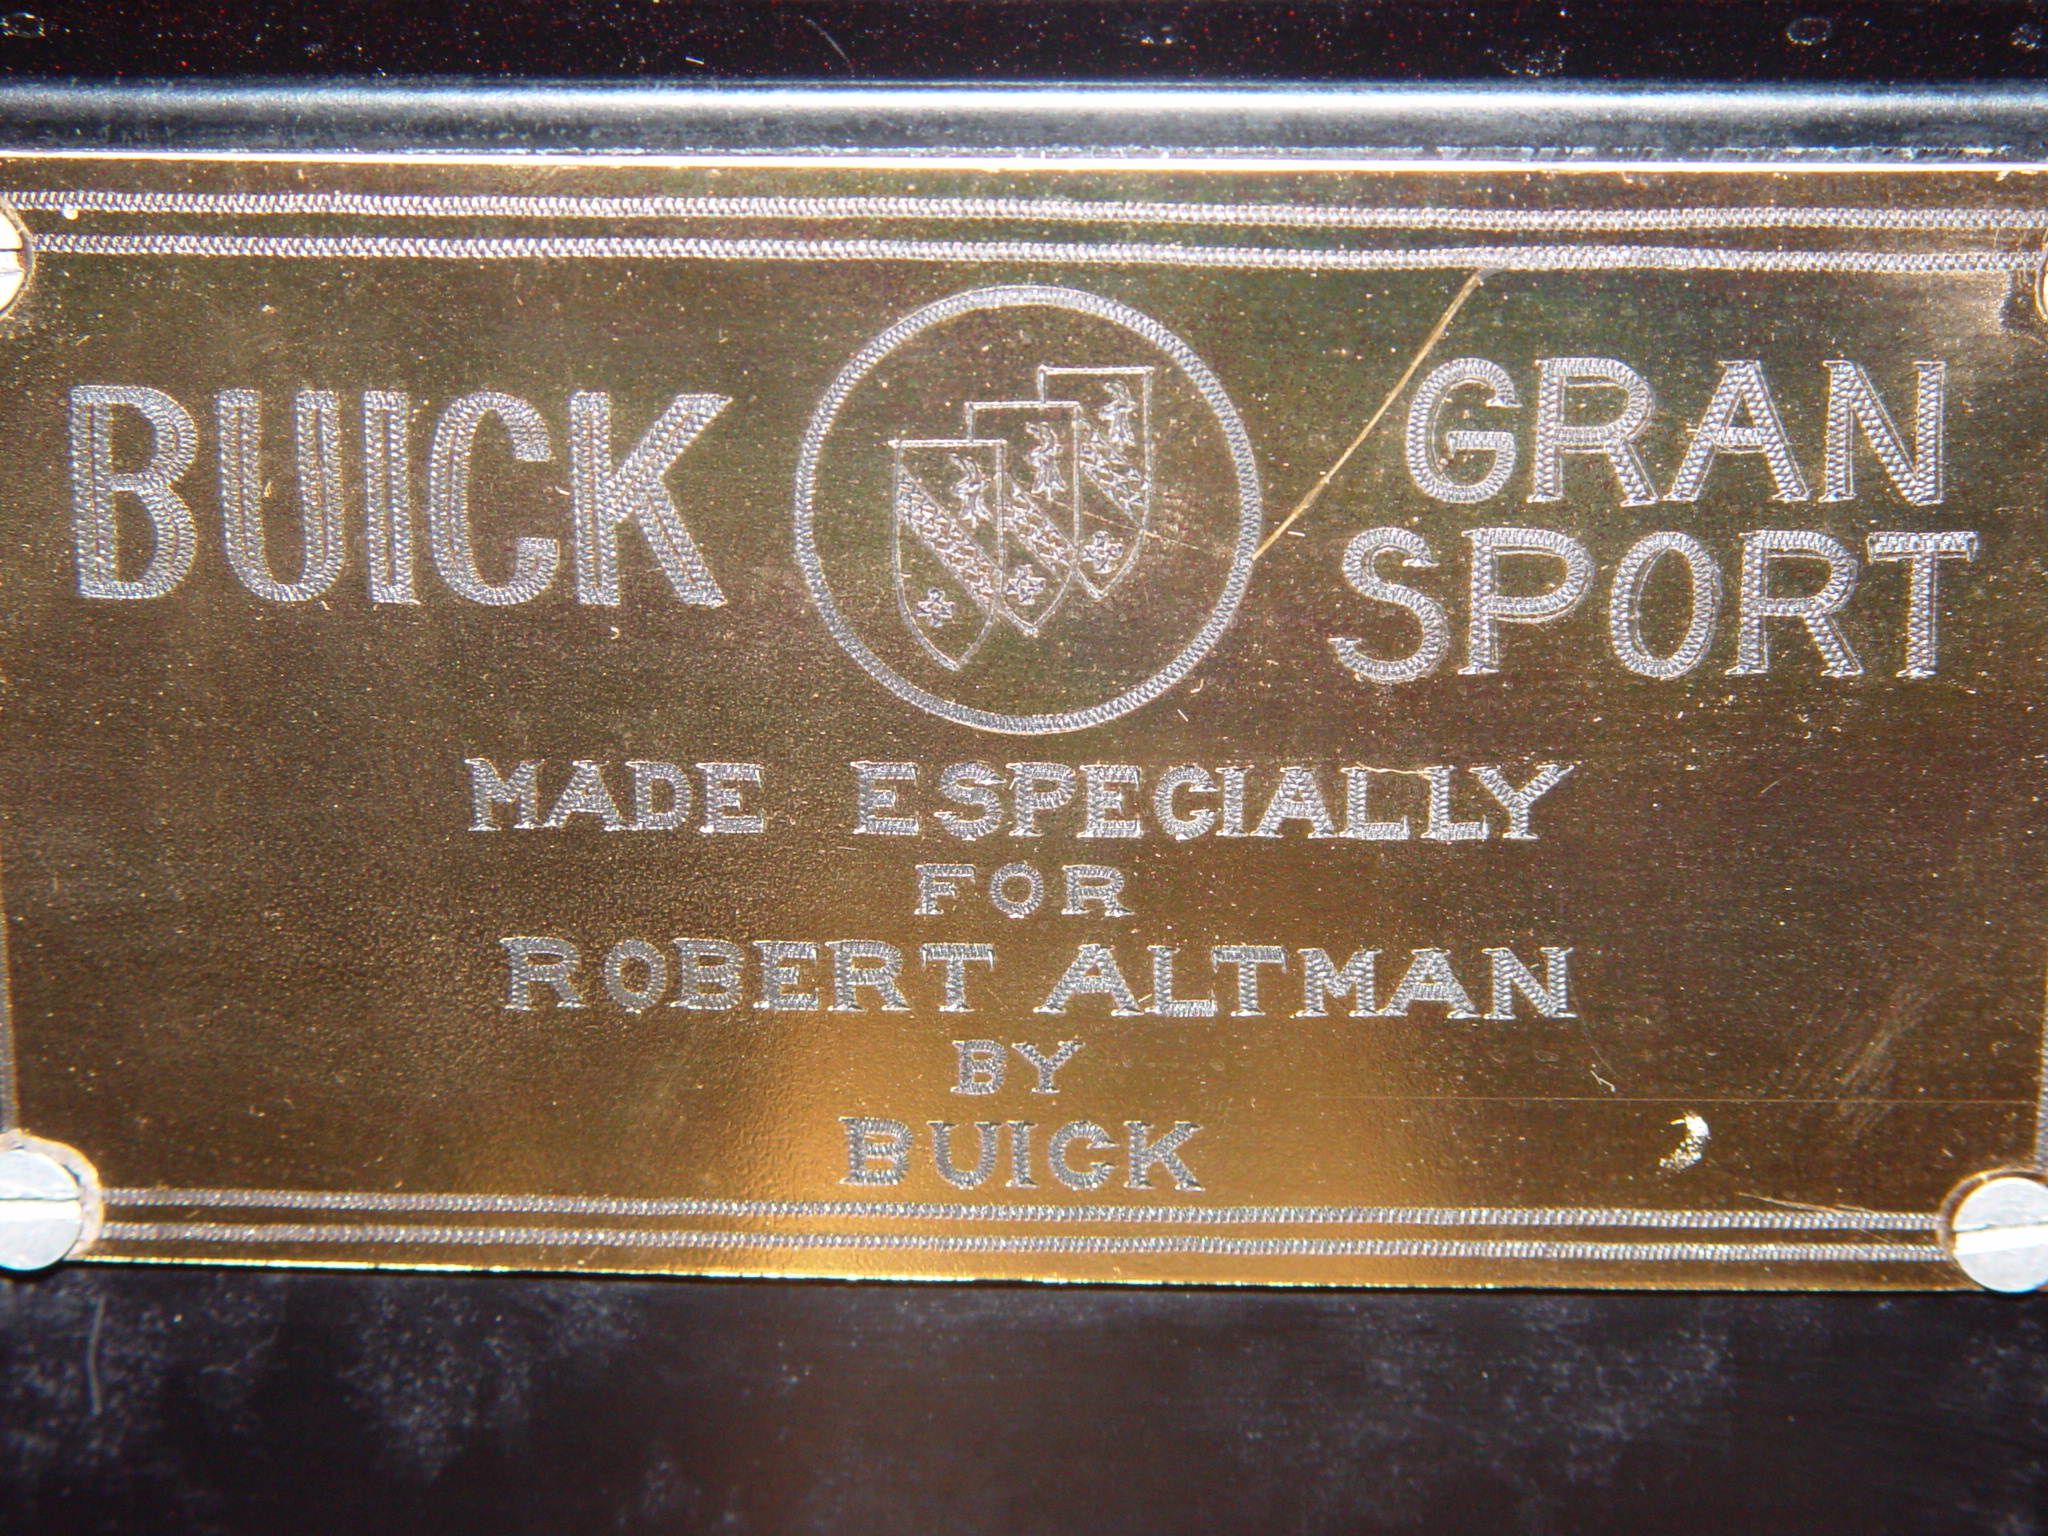 BUICK GRAN
SPORT
MADE ESPECIALLY
FOR
ROBERT ALTMAN
BY
BUICK